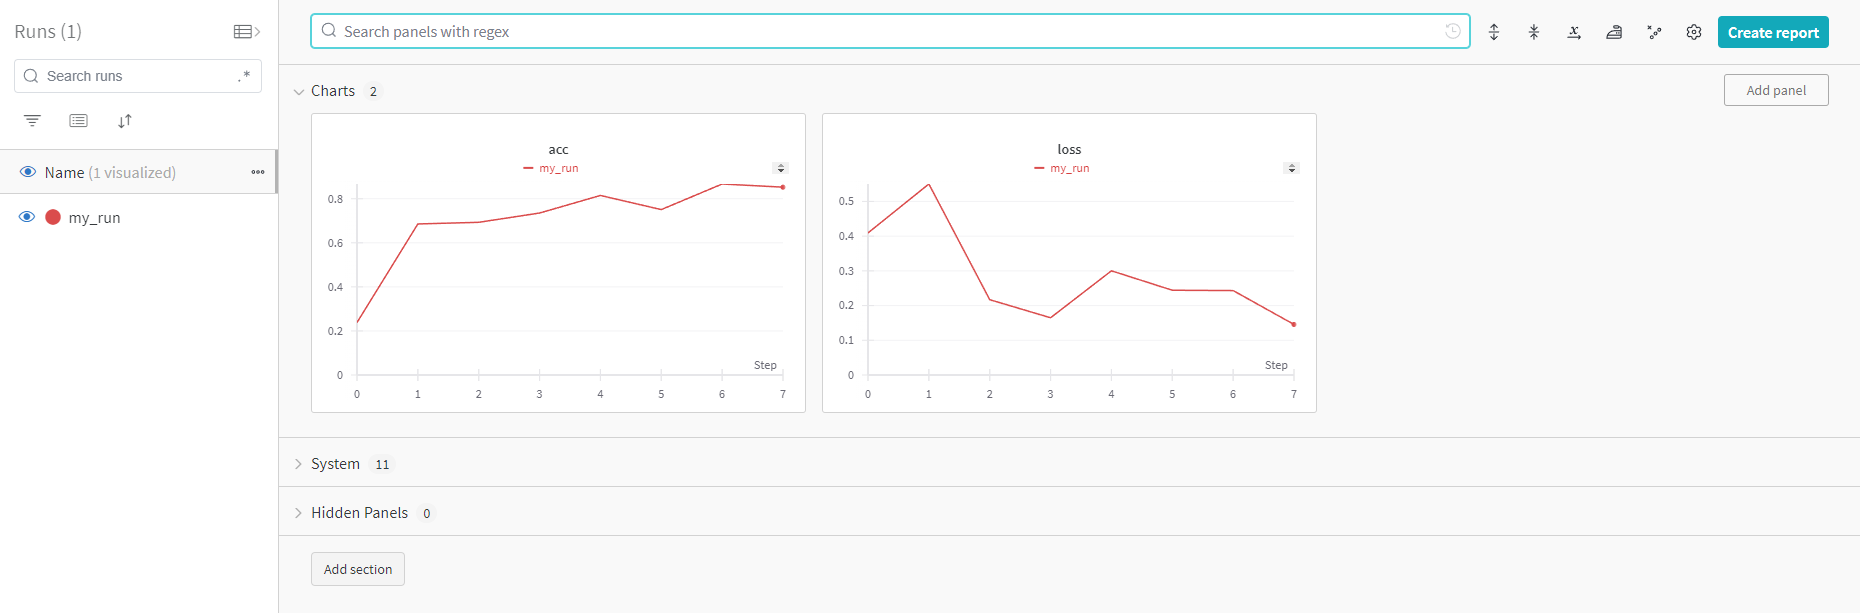 Runs (1)
Search runs
.*
Name (1 visualized)
my_run
Search panels with regex
Create report
Charts 2
Add panel
acc
my_run
0.8
0.6
0.4
0.2
0
Step
0 1 2 3 4 5 6 7
loss
my_run
0.5
0.4
0.3
0.2
0.1
0
Step
0 1 2 3 4 5 6 7
System 11
Hidden Panels 0
Add section